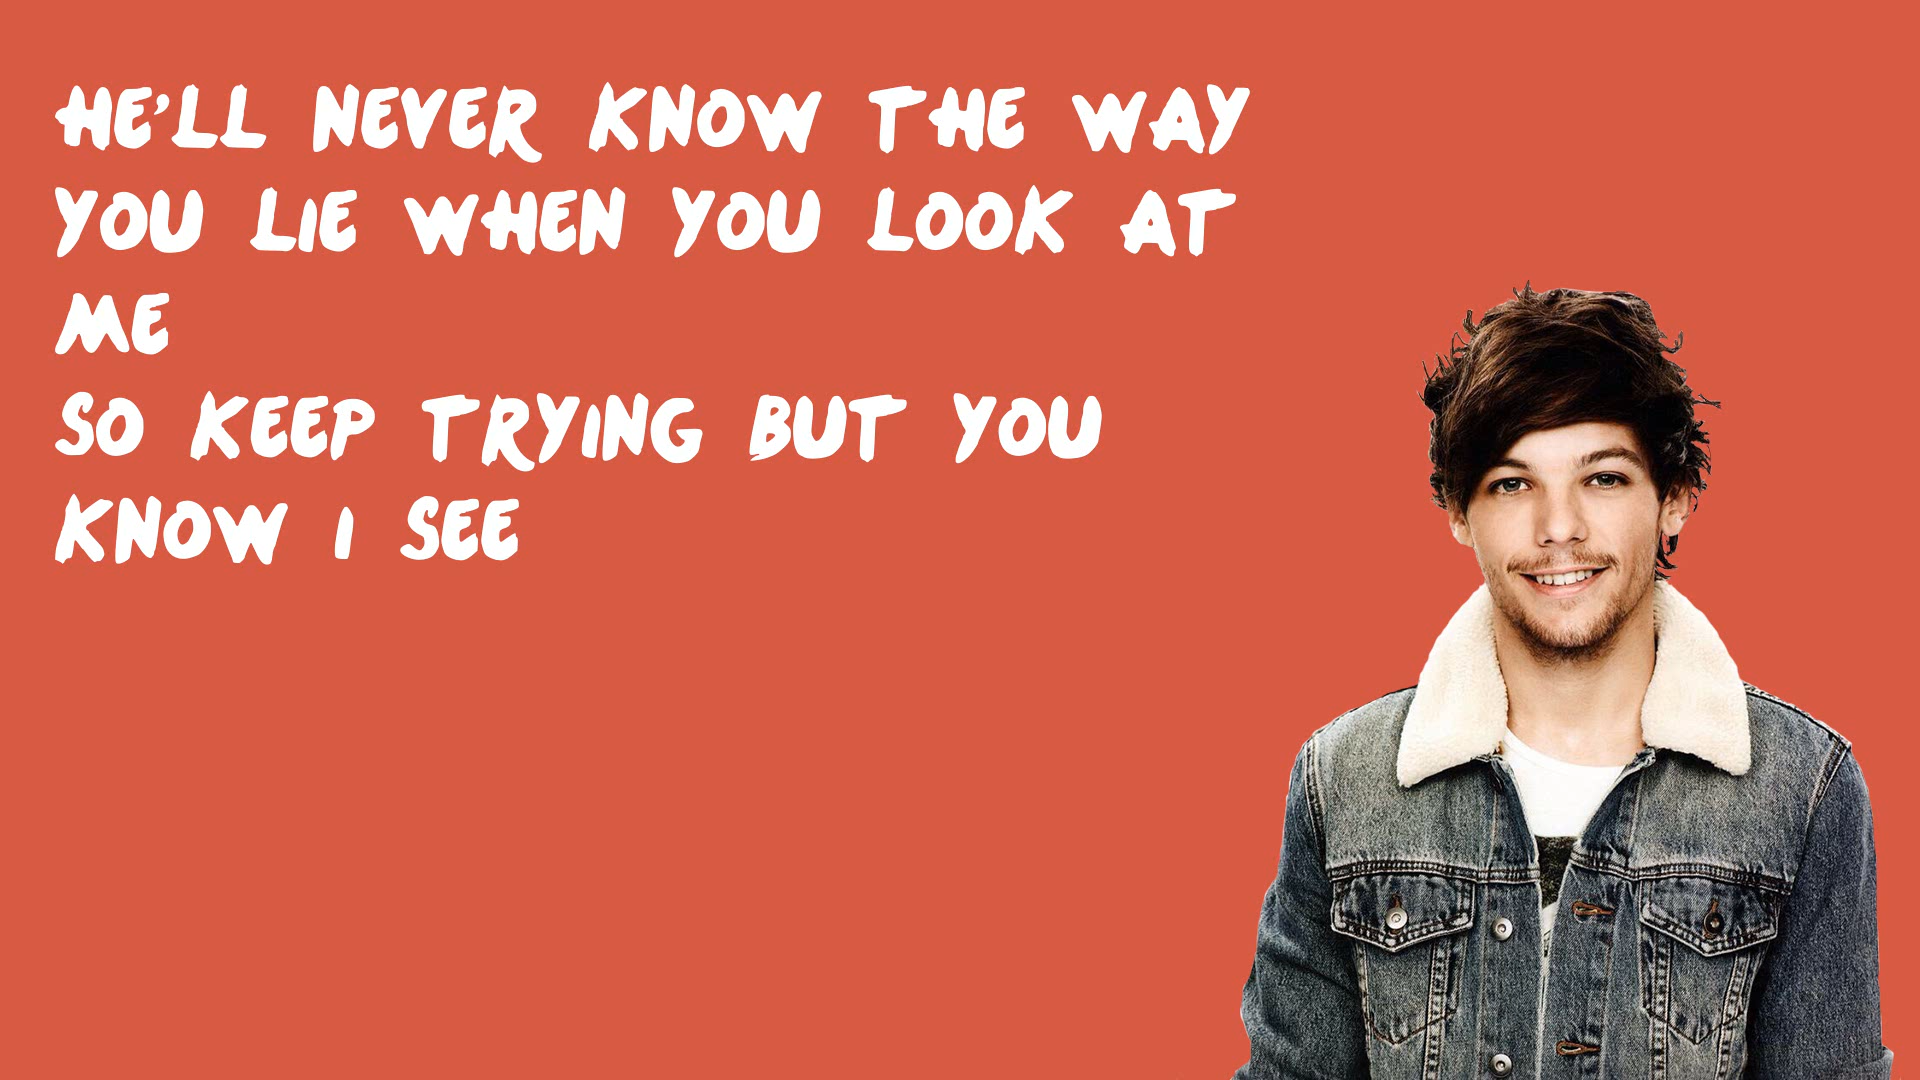 HE'LL NEVER KNOW THE WAY
YOU LIE WHEN YOU LOOK AT
ME
SO KEEP TRYING BUT YOU
KNOW I SEE